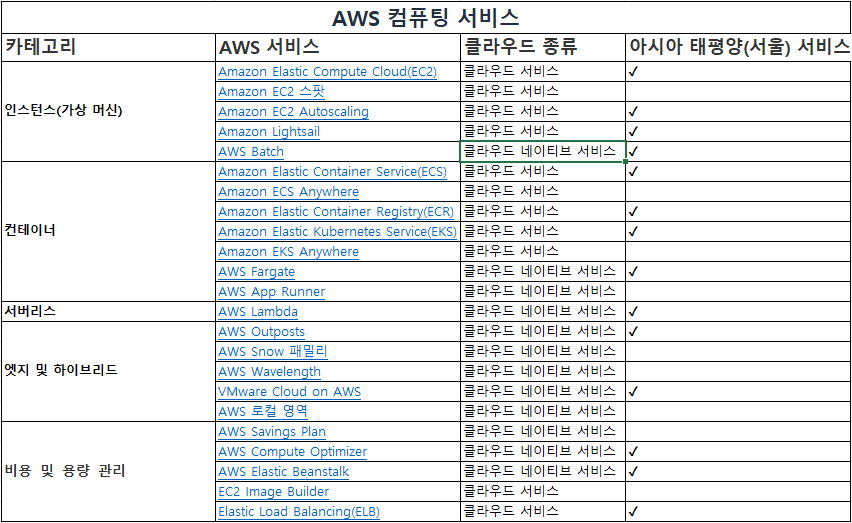 AWS 컴퓨팅 서비스
카테고리 AWS 서비스 클라우드 종류 아시아 태평양(서울) 서비스
인스턴스(가상 머신)
Amazon Elastic Compute Cloud(EC2) 클라우드 서비스 ✓
Amazon EC2 스팟 클라우드 서비스
Amazon EC2 Autoscaling 클라우드 서비스 ✓
Amazon Lightsail 클라우드 서비스 ✓
AWS Batch 클라우드 네이티브 서비스 ✓
컨테이너
Amazon Elastic Container Service(ECS) 클라우드 서비스 ✓
Amazon ECS Anywhere 클라우드 서비스
Amazon Elastic Container Registry(ECR) 클라우드 서비스 ✓
Amazon Elastic Kubernetes Service(EKS) 클라우드 서비스 ✓
Amazon EKS Anywhere 클라우드 서비스
AWS Fargate 클라우드 네이티브 서비스 ✓
AWS App Runner 클라우드 네이티브 서비스
서버리스 AWS Lambda 클라우드 네이티브 서비스 ✓
엣지 및 하이브리드
AWS Outposts 클라우드 네이티브 서비스 ✓
AWS Snow 패밀리 클라우드 네이티브 서비스
AWS Wavelength 클라우드 네이티브 서비스
VMware Cloud on AWS 클라우드 네이티브 서비스 ✓
AWS 로컬 영역 클라우드 네이티브 서비스
비용 및 용량 관리
AWS Savings Plan 클라우드 네이티브 서비스
AWS Compute Optimizer 클라우드 네이티브 서비스 ✓
AWS Elastic Beanstalk 클라우드 네이티브 서비스 ✓
EC2 Image Builder 클라우드 서비스
Elastic Load Balancing(ELB) 클라우드 네이티브 서비스 ✓